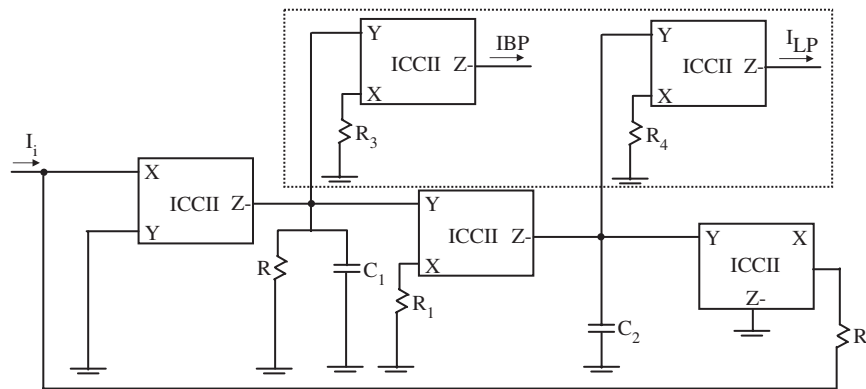 Y
ICCII
Z-
X
IBP
R3
Y
ICCII
Z-
X
ILP
R4
Ii
X
ICCII
Z-
Y
R
C1
Y
ICCII
Z-
X
R1
C2
Y
X
ICCII
Z-
R